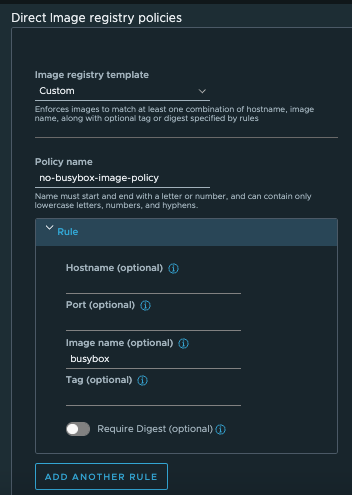 Direct Image registry policies
Image registry template
Custom
Enforces images to match at least one combination of hostname, image
name, along with optional tag or digest specified by rules
Policy name
no-busybox-image-policy
Name must start and end with a letter or number, and can contain only
lowercase letters, numbers, and hyphens.
Rule
Hostname (optional)
Port (optional)
Image name (optional)
busybox
Tag (optional)
Require Digest (optional)
ADD ANOTHER RULE